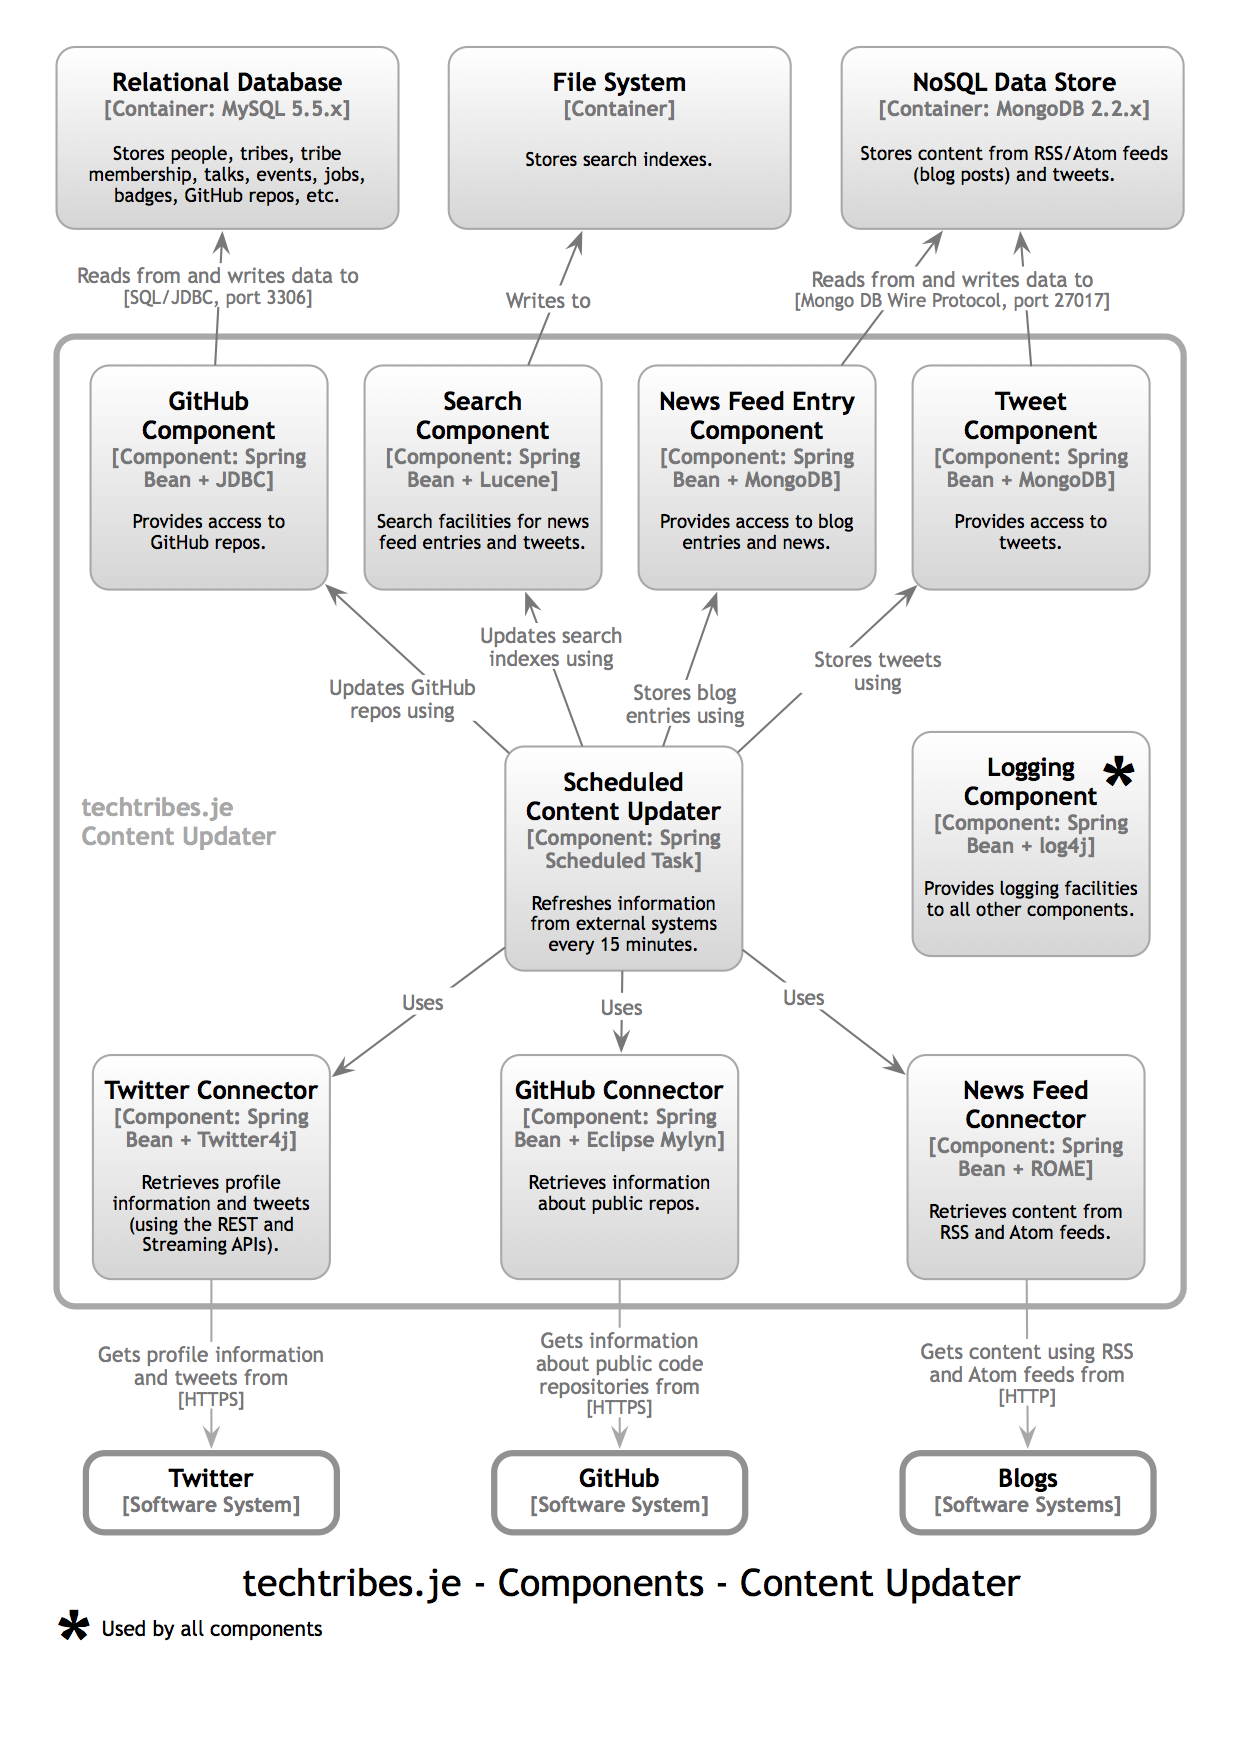 Relational Database
[Container: MySQL 5.5.x]
Stores people, tribes, tribe
membership, talks, events, jobs,
badges, GitHub repos, etc.
File System
[Container]
Stores search indexes.
NoSQL Data Store
[Container: MongoDB 2.2.x]
Stores content from RSS/Atom feeds
(blog posts) and tweets.
Reads from and writes data to
[SQL/JDBC, port 3306]
Writes to
Reads from and writes data to
[Mongo DB Wire Protocol, port 27017]
GitHub
Component
[Component: Spring
Bean + JDBC]
Provides access to
GitHub repos.
Search
Component
[Component: Spring
Bean + Lucene]
Search facilities for news
feed entries and tweets.
News Feed Entry
Component
[Component: Spring
Bean + MongoDB]
Provides access to blog
entries and news.
Tweet
Component
[Component: Spring
Bean + MongoDB]
Provides access to
tweets.
Updates GitHub
repos using
Updates search
indexes using
Stores blog
entries using
Stores tweets
using
techtribes.je
Content Updater
Scheduled
Content Updater
[Component: Spring
Scheduled Task]
Refreshes information
from external systems
every 15 minutes.
Logging *
Component
[Component: Spring
Bean + log4j]
Provides logging facilities
to all other components.
Uses
Uses
Uses
Twitter Connector
[Component: Spring
Bean + Twitter4j]
Retrieves profile
information and tweets
(using the REST and
Streaming APIs).
GitHub Connector
[Component: Spring
Bean + Eclipse Mylyn]
Retrieves information
about public repos.
News Feed
Connector
[Component: Spring
Bean + ROME]
Retrieves content from
RSS and Atom feeds.
Gets profile information
and tweets from
[HTTPS]
Gets information
about public code
repositories from
[HTTPS]
Gets content using RSS
and Atom feeds from
[HTTP]
Twitter
[Software System]
GitHub
[Software System]
Blogs
[Software Systems]
techtribes.je - Components - Content Updater
* Used by all components